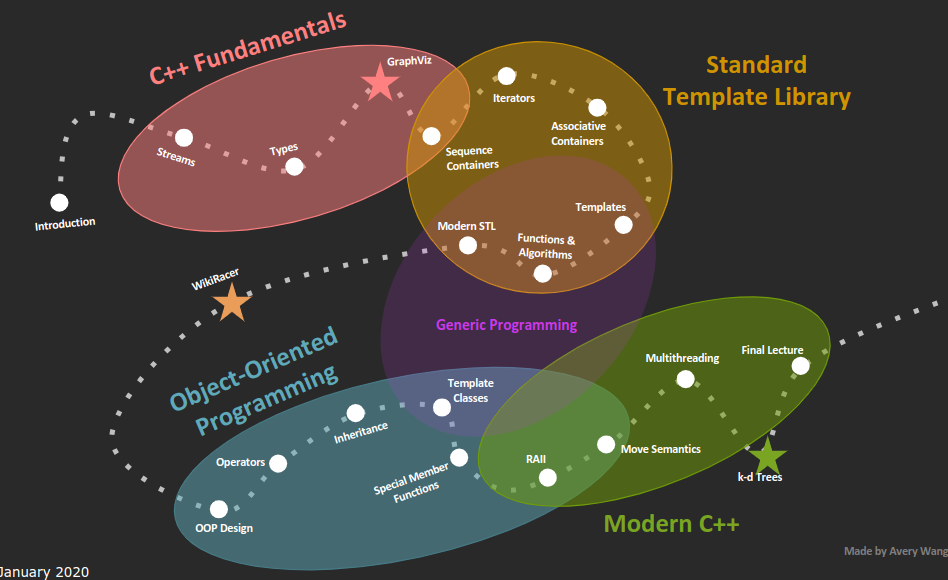 C++ Fundamentals
GraphViz
Standard
Template Library
Iterators
Associative
Containers
Streams
Types
Sequence
Containers
Introduction
Templates
Modern STL
Functions &
Algorithms
WikiRacer
Generic Programming
Object-Oriented
Programming
Multithreading
Final Lecture
Template
Classes
Inheritance
Operators
Special Member
Functions
RAII
Move Semantics
k-d Trees
OOP Design
Modern C++
Made by Avery Wang
January 2020